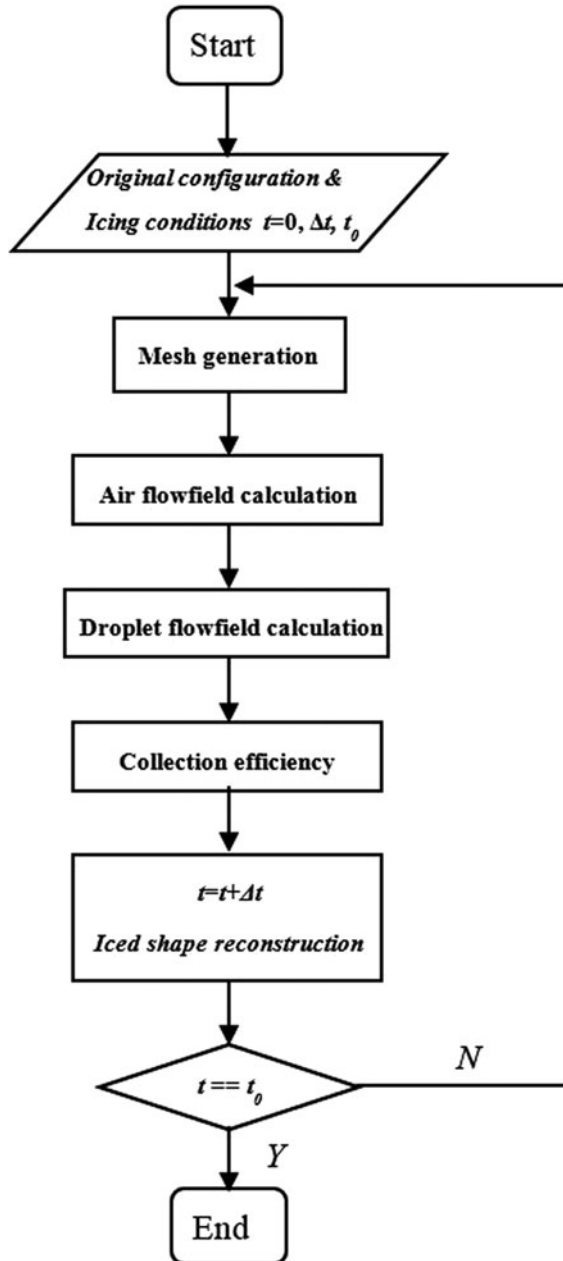 Start
Original configuration &
Icing conditions t=0, Δt, t₀
Mesh generation
Air flowfield calculation
Droplet flowfield calculation
Collection efficiency
t=t+Δt
Iced shape reconstruction
t == t₀
N
Y
End